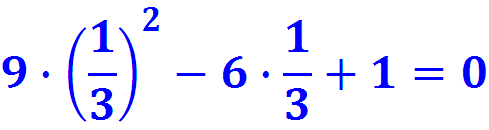 9 · (1/3)² − 6 · 1/3 + 1 = 0